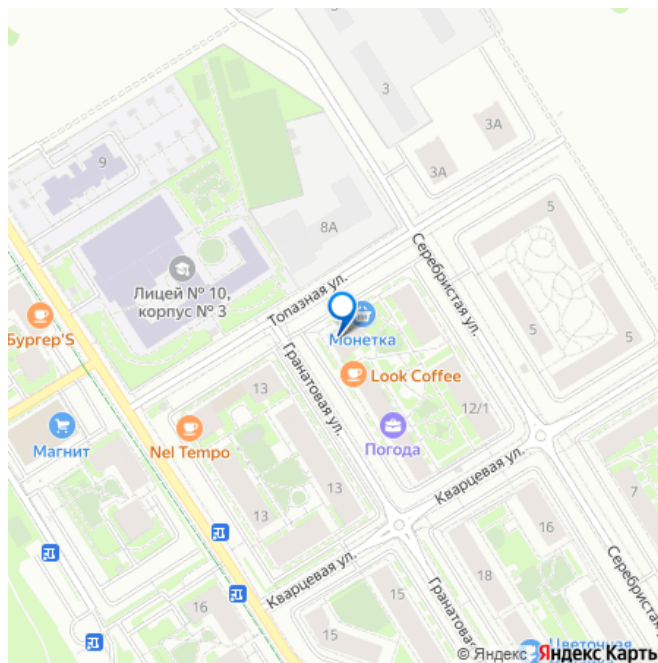 3
3А
3А
9
8А
5
Серебристая ул.
Лицей № 10,
корпус № 3
Топазная ул.
5
5
Бургер'S
Монетка
Гранатовая ул.
Look Coffee
13
12/1
Магнит
Nel Tempo
Погода
Кварцевая ул.
13
7
13
16
Кварцевая ул.
18
Серебристая
16
15
Гранатовая
15
Цветочная
© Яндекс Яндекс Карты